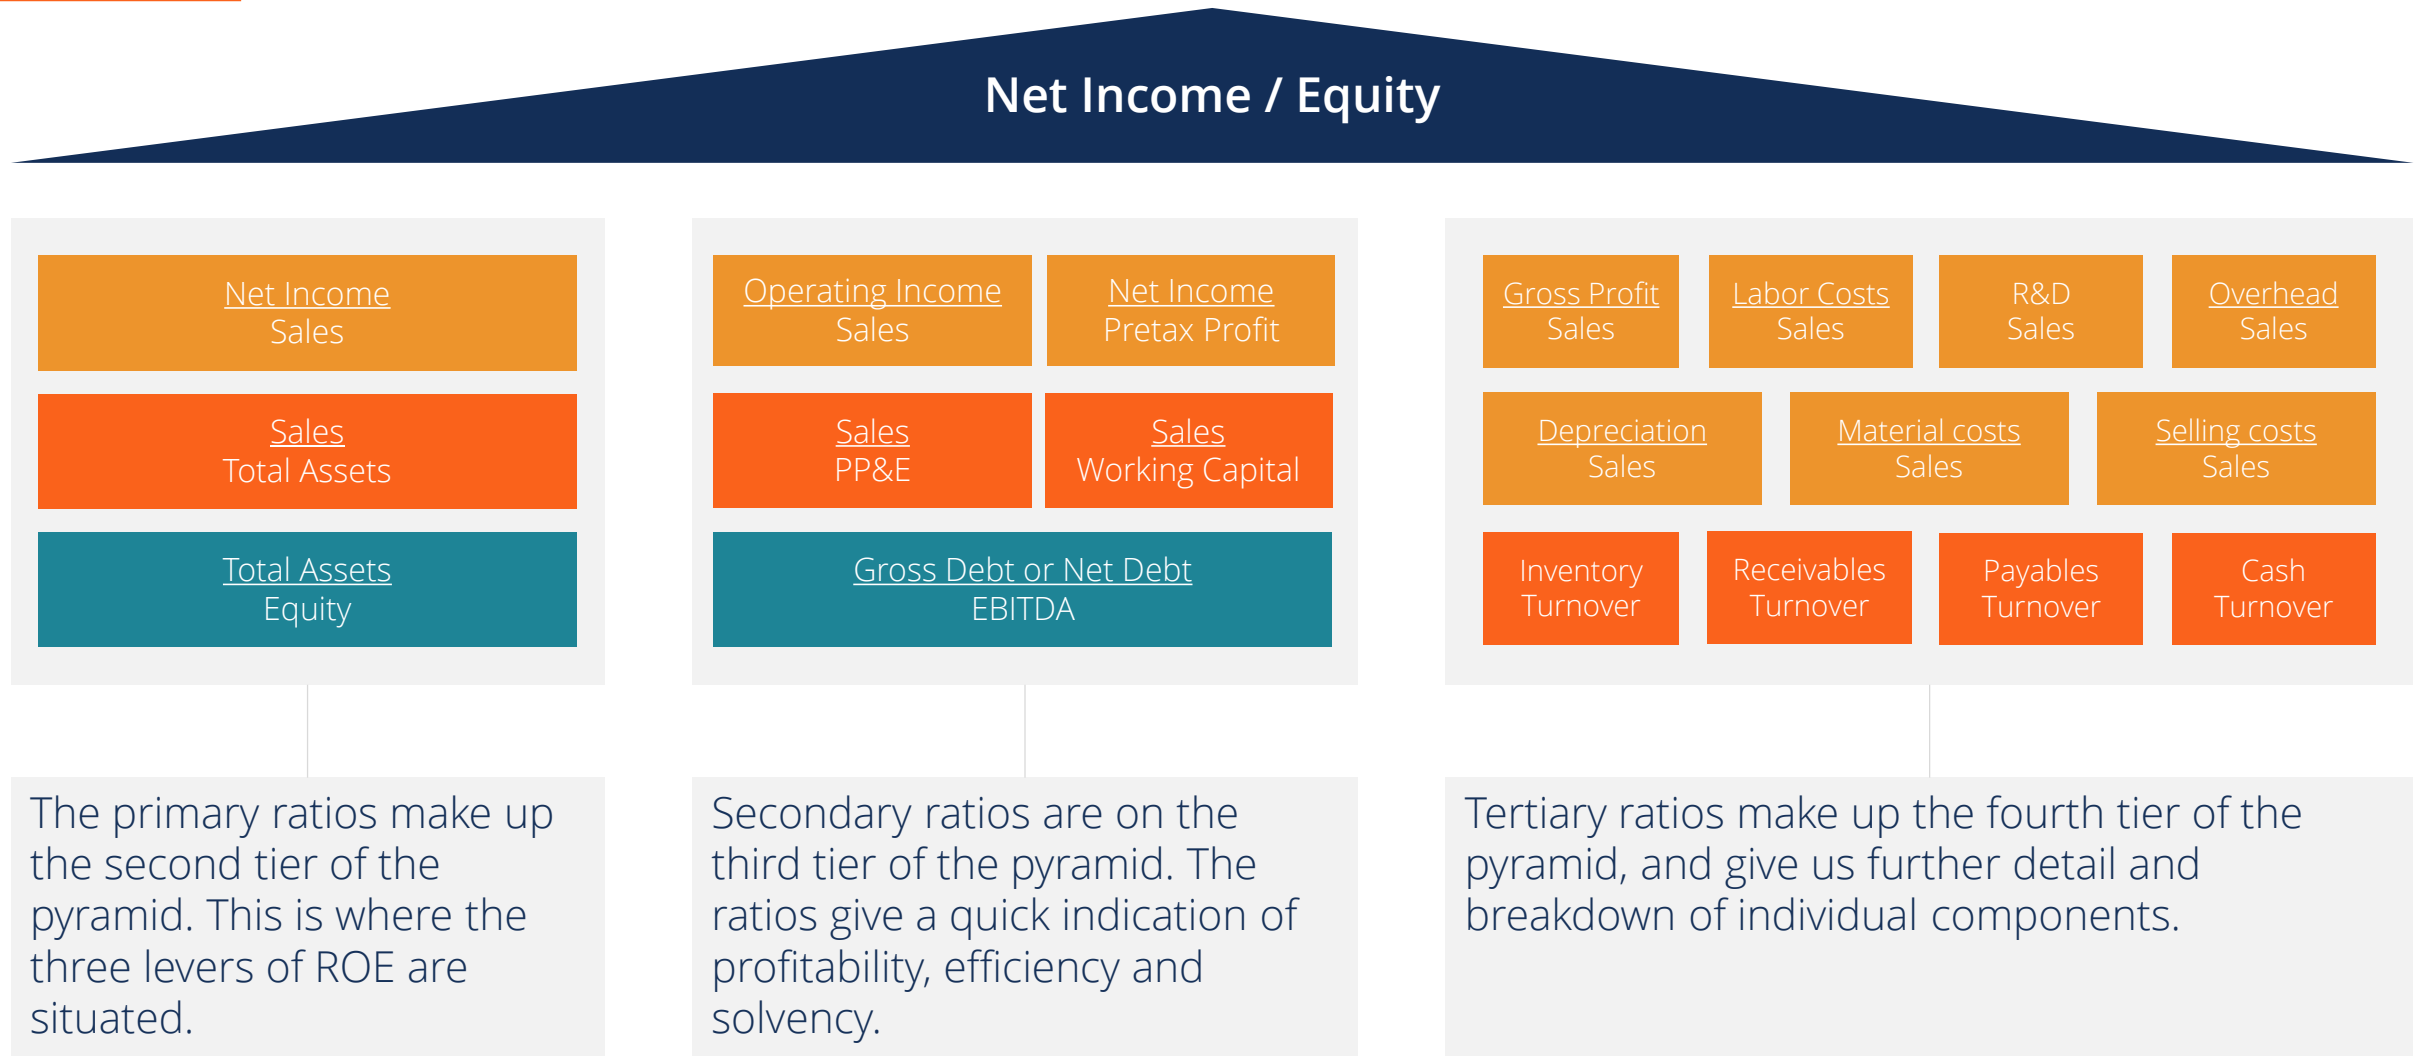 Net Income / Equity
Net Income
Sales
Sales
Total Assets
Total Assets
Equity
Operating Income
Sales
Net Income
Pretax Profit
Sales
PP&E
Sales
Working Capital
Gross Debt or Net Debt
EBITDA
Gross Profit
Sales
Labor Costs
Sales
R&D
Sales
Overhead
Sales
Depreciation
Sales
Material costs
Sales
Selling costs
Sales
Inventory
Turnover
Receivables
Turnover
Payables
Turnover
Cash
Turnover
The primary ratios make up
the second tier of the
pyramid. This is where the
three levers of ROE are
situated.
Secondary ratios are on the
third tier of the pyramid. The
ratios give a quick indication of
profitability, efficiency and
solvency.
Tertiary ratios make up the fourth tier of the
pyramid, and give us further detail and
breakdown of individual components.